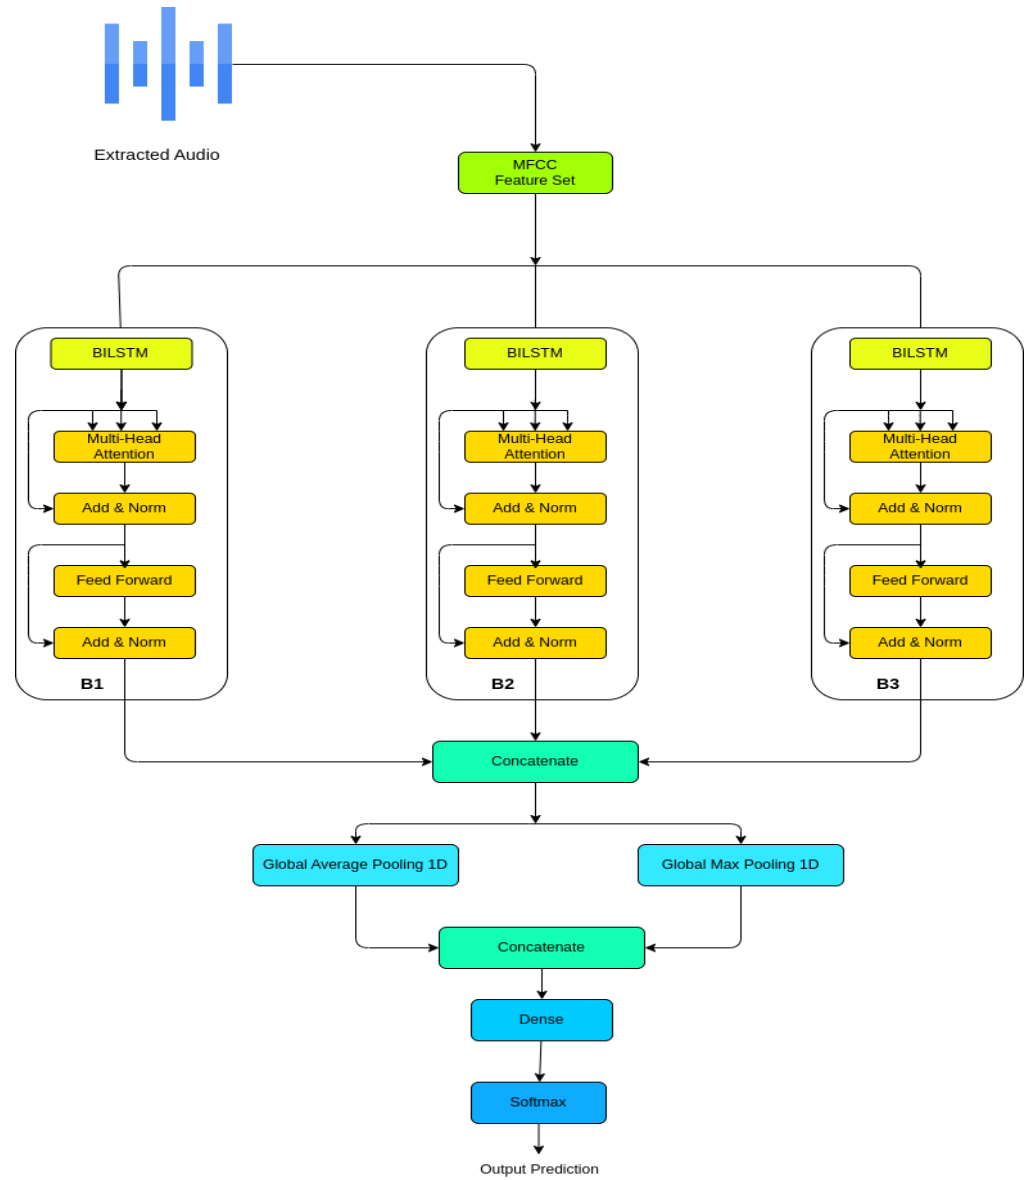 Extracted Audio
MFCC
Feature Set
BILSTM
Multi-Head
Attention
Add & Norm
Feed Forward
Add & Norm
B1
BILSTM
Multi-Head
Attention
Add & Norm
Feed Forward
Add & Norm
B2
BILSTM
Multi-Head
Attention
Add & Norm
Feed Forward
Add & Norm
B3
Concatenate
Global Average Pooling 1D
Global Max Pooling 1D
Concatenate
Dense
Softmax
Output Prediction